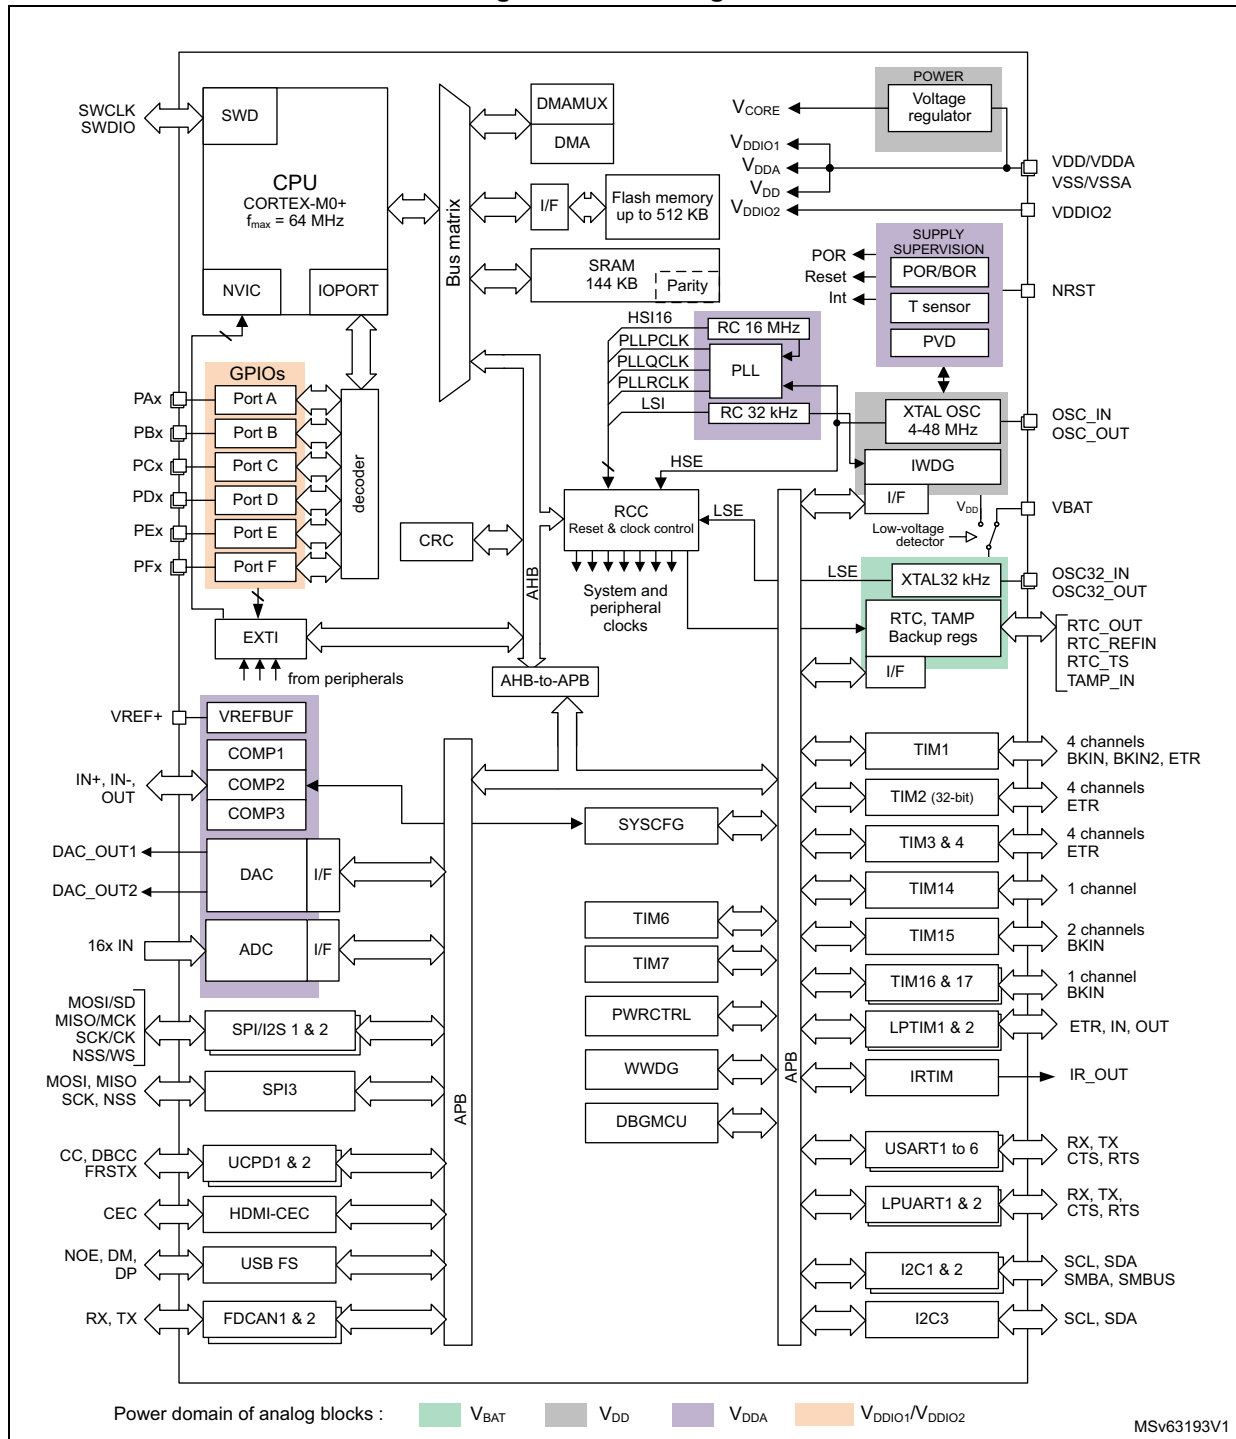 SWCLK
SWDIO
SWD
CPU
CORTEX-M0+
fmax = 64 MHz
NVIC
IOPORT
Bus matrix
DMAMUX
DMA
I/F
Flash memory
up to 512 KB
SRAM
144 KB
Parity
POWER
Voltage
regulator
VCORE
VDDIO1
VDDA
VDD
VDDIO2
VDD/VDDA
VSS/VSSA
VDDIO2
SUPPLY
SUPERVISION
POR/BOR
T sensor
PVD
POR
Reset
Int
NRST
HSI16
PLLPCLK
PLLQCLK
PLLRCLK
LSI
RC 16 MHz
PLL
RC 32 kHz
XTAL OSC
4-48 MHz
IWDG
I/F
OSC_IN
OSC_OUT
HSE
LSE
VDD
Low-voltage
detector
VBAT
GPIOs
PAx
Port A
PBx
Port B
PCx
Port C
PDx
Port D
PEx
Port E
PFx
Port F
decoder
CRC
AHB
RCC
Reset & clock control
System and
peripheral
clocks
LSE
XTAL32 kHz
OSC32_IN
OSC32_OUT
RTC, TAMP
Backup regs
I/F
RTC_OUT
RTC_REFIN
RTC_TS
TAMP_IN
EXTI
from peripherals
AHB-to-APB
VREF+
VREFBUF
COMP1
COMP2
COMP3
IN+, IN-,
OUT
DAC_OUT1
DAC_OUT2
DAC
I/F
16x IN
ADC
I/F
MOSI/SD
MISO/MCK
SCK/CK
NSS/WS
SPI/I2S 1 & 2
MOSI, MISO
SCK, NSS
SPI3
CC, DBCC
FRSTX
UCPD1 & 2
CEC
HDMI-CEC
NOE, DM,
DP
USB FS
RX, TX
FDCAN1 & 2
APB
SYSCFG
TIM6
TIM7
PWRCTRL
WWDG
DBGMCU
APB
TIM1
4 channels
BKIN, BKIN2, ETR
TIM2 (32-bit)
4 channels
ETR
TIM3 & 4
4 channels
ETR
TIM14
1 channel
TIM15
2 channels
BKIN
TIM16 & 17
1 channel
BKIN
LPTIM1 & 2
ETR, IN, OUT
IRTIM
IR_OUT
USART1 to 6
RX, TX
CTS, RTS
LPUART1 & 2
RX, TX,
CTS, RTS
I2C1 & 2
SCL, SDA
SMBA, SMBUS
I2C3
SCL, SDA
Power domain of analog blocks : VBAT VDD VDDA VDDIO1/VDDIO2
MSv63193V1